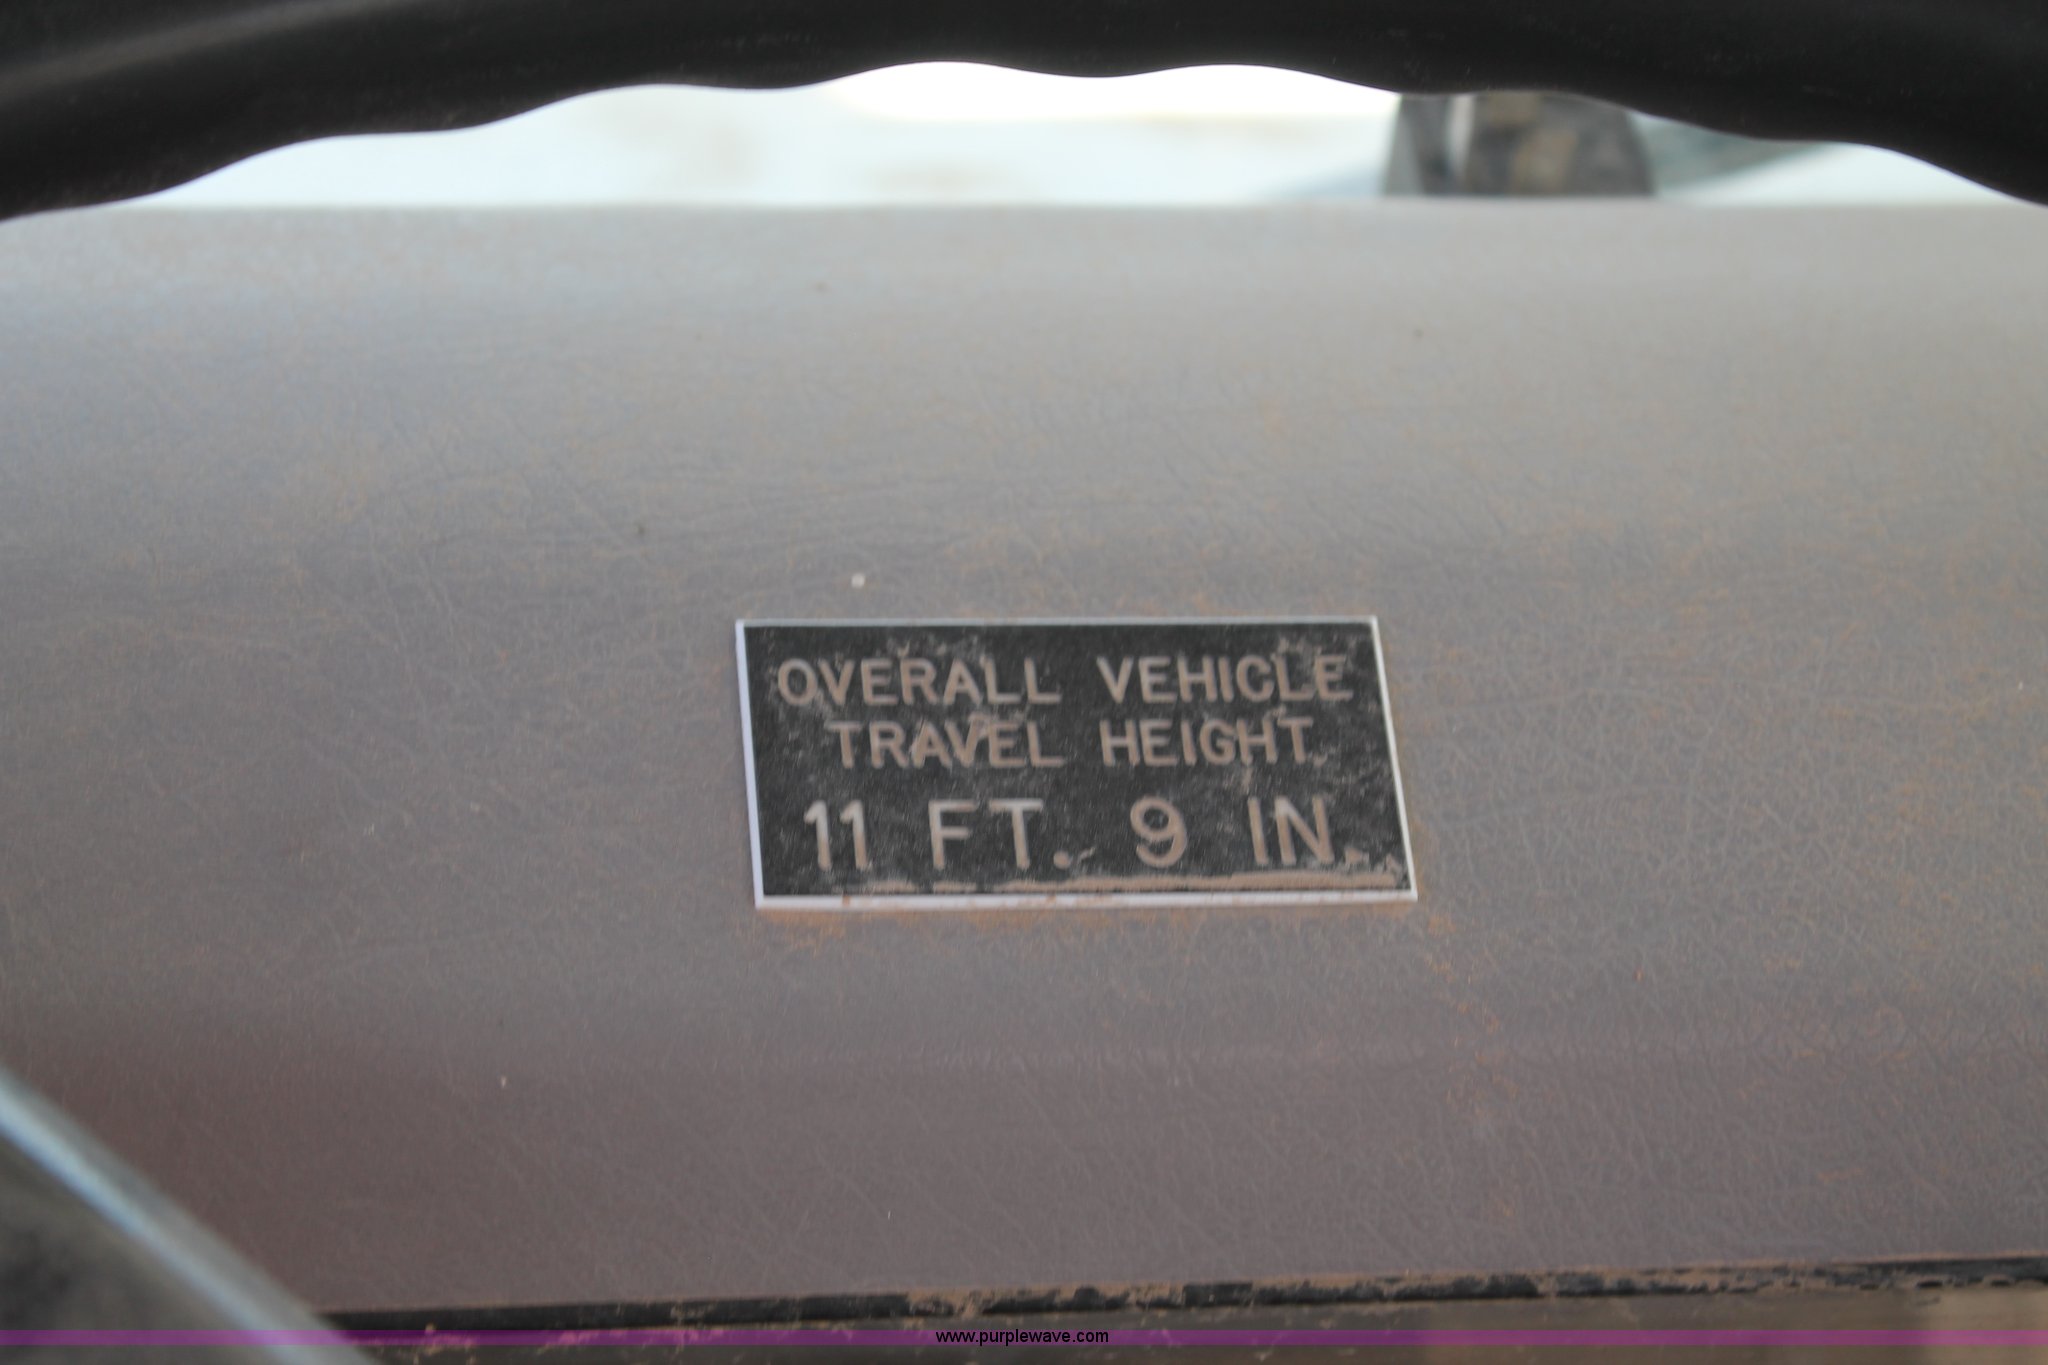 OVERALL VEHICLE
TRAVEL HEIGHT
11 FT. 9 IN.
www.purplewave.com